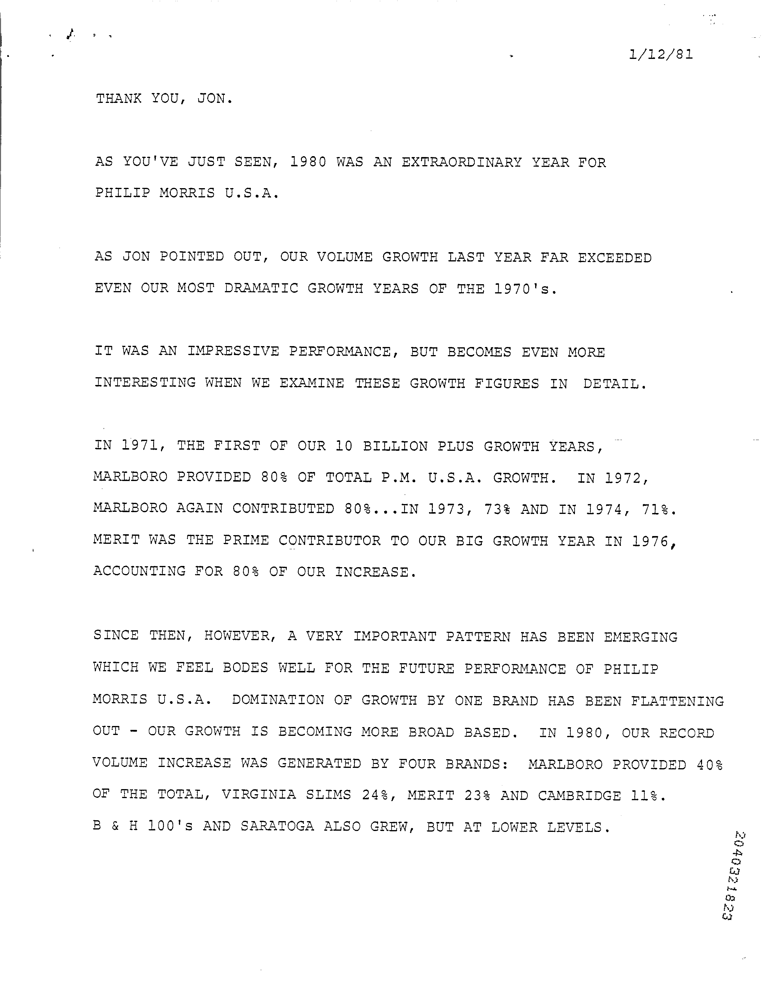 1/12/81
THANK YOU, JON.
AS YOU'VE JUST SEEN, 1980 WAS AN EXTRAORDINARY YEAR FOR
PHILIP MORRIS U.S.A.
AS JON POINTED OUT, OUR VOLUME GROWTH LAST YEAR FAR EXCEEDED
EVEN OUR MOST DRAMATIC GROWTH YEARS OF THE 1970's.
IT WAS AN IMPRESSIVE PERFORMANCE, BUT BECOMES EVEN MORE
INTERESTING WHEN WE EXAMINE THESE GROWTH FIGURES IN DETAIL.
IN 1971, THE FIRST OF OUR 10 BILLION PLUS GROWTH YEARS,
MARLBORO PROVIDED 80% OF TOTAL P.M. U.S.A. GROWTH. IN 1972,
MARLBORO AGAIN CONTRIBUTED 80%...IN 1973, 73% AND IN 1974, 71%.
MERIT WAS THE PRIME CONTRIBUTOR TO OUR BIG GROWTH YEAR IN 1976,
ACCOUNTING FOR 80% OF OUR INCREASE.
SINCE THEN, HOWEVER, A VERY IMPORTANT PATTERN HAS BEEN EMERGING
WHICH WE FEEL BODES WELL FOR THE FUTURE PERFORMANCE OF PHILIP
MORRIS U.S.A. DOMINATION OF GROWTH BY ONE BRAND HAS BEEN FLATTENING
OUT - OUR GROWTH IS BECOMING MORE BROAD BASED. IN 1980, OUR RECORD
VOLUME INCREASE WAS GENERATED BY FOUR BRANDS: MARLBORO PROVIDED 40%
OF THE TOTAL, VIRGINIA SLIMS 24%, MERIT 23% AND CAMBRIDGE 11%.
B & H 100's AND SARATOGA ALSO GREW, BUT AT LOWER LEVELS.
2040321823